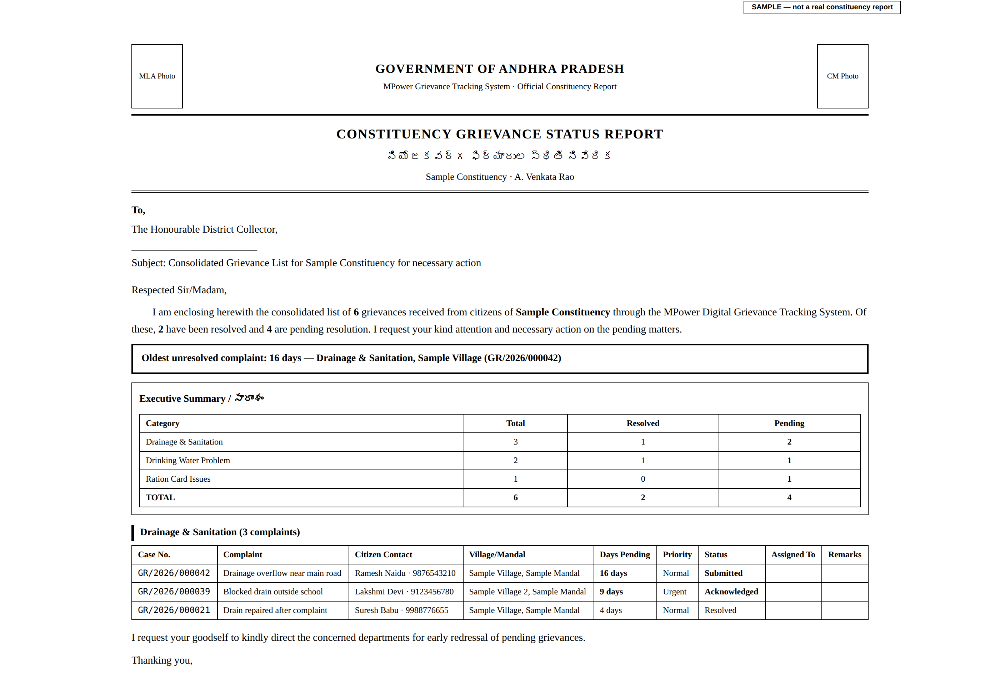 SAMPLE — not a real constituency report
MLA Photo
GOVERNMENT OF ANDHRA PRADESH
MPower Grievance Tracking System · Official Constituency Report
CM Photo
CONSTITUENCY GRIEVANCE STATUS REPORT
నియోజకవర్గ ఫిర్యాదుల స్థితి నివేదిక
Sample Constituency · A. Venkata Rao
To,
The Honourable District Collector,
Subject: Consolidated Grievance List for Sample Constituency for necessary action
Respected Sir/Madam,
I am enclosing herewith the consolidated list of 6 grievances received from citizens of Sample Constituency through the MPower Digital Grievance Tracking System. Of
these, 2 have been resolved and 4 are pending resolution. I request your kind attention and necessary action on the pending matters.
Oldest unresolved complaint: 16 days — Drainage & Sanitation, Sample Village (GR/2026/000042)
Executive Summary / సారాంశం
Category Total Resolved Pending
Drainage & Sanitation 3 1 2
Drinking Water Problem 2 1 1
Ration Card Issues 1 0 1
TOTAL 6 2 4
Drainage & Sanitation (3 complaints)
Case No. Complaint Citizen Contact Village/Mandal Days Pending Priority Status Assigned To Remarks
GR/2026/000042 Drainage overflow near main road Ramesh Naidu · 9876543210 Sample Village, Sample Mandal 16 days Normal Submitted
GR/2026/000039 Blocked drain outside school Lakshmi Devi · 9123456780 Sample Village 2, Sample Mandal 9 days Urgent Acknowledged
GR/2026/000021 Drain repaired after complaint Suresh Babu · 9988776655 Sample Village, Sample Mandal 4 days Normal Resolved
I request your goodself to kindly direct the concerned departments for early redressal of pending grievances.
Thanking you,